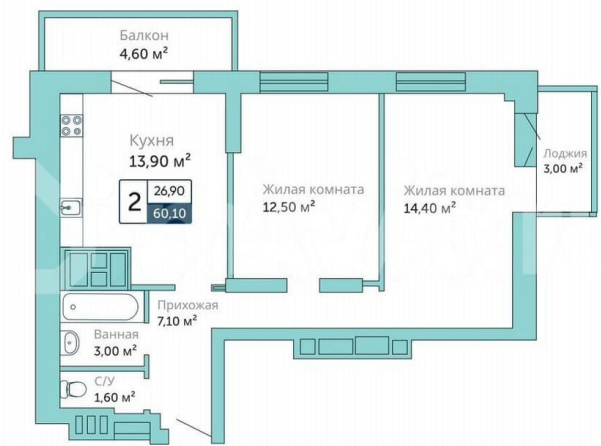 Балкон
4,60 м²
Кухня
13,90 м²
2
26,90
60,10
Жилая комната
12,50 м²
Жилая комната
14,40 м²
Лоджия
3,00 м²
Прихожая
7,10 м²
Ванная
3,00 м²
С/У
1,60 м²